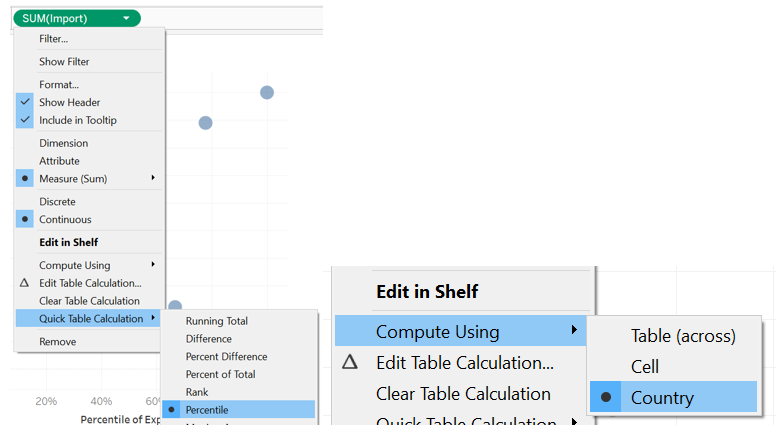 SUM(Import)
Filter...
Show Filter
Format...
Show Header
Include in Tooltip
Dimension
Attribute
Measure (Sum)
Discrete
Continuous
Edit in Shelf
Compute Using
Edit Table Calculation...
Clear Table Calculation
Quick Table Calculation
Remove
Running Total
Difference
Percent Difference
Percent of Total
Rank
Percentile
20%
40%
60%
Percentile of Exp
Edit in Shelf
Compute Using
Edit Table Calculation...
Clear Table Calculation
Quick Table Calculation
Table (across)
Cell
Country